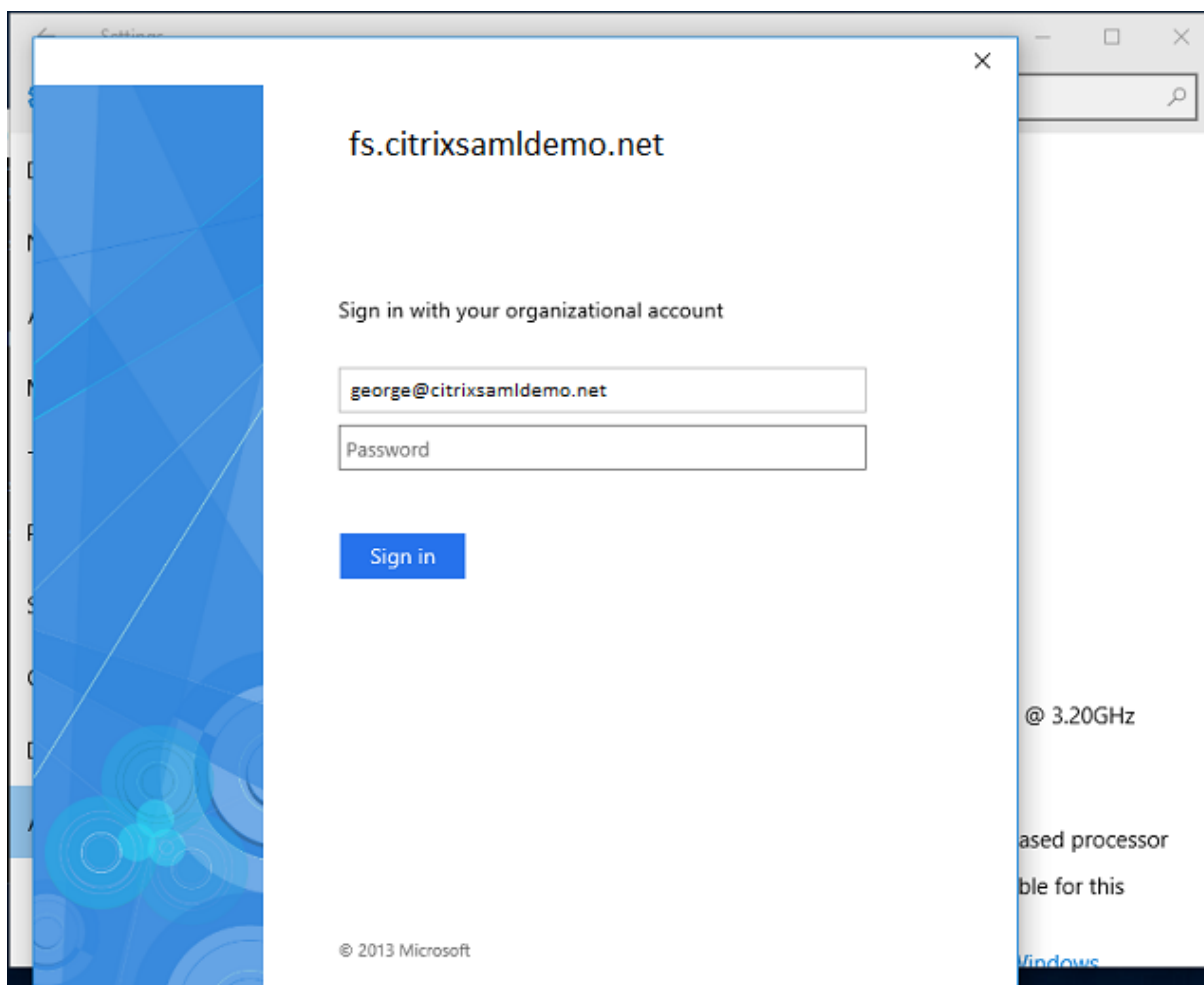 Settings
fs.citrixsamldemo.net
Sign in with your organizational account
george@citrixsamldemo.net
Password
Sign in
@ 3.20GHz
ased processor
ble for this
Windows
© 2013 Microsoft